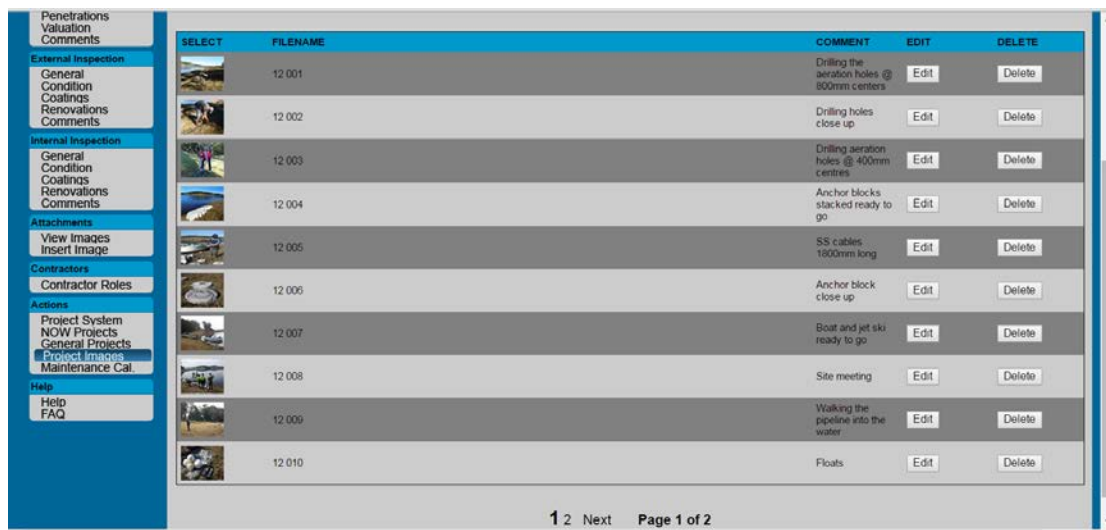 Penetrations
Valuation
Comments
External Inspection
General
Condition
Coatings
Renovations
Comments
Internal Inspection
General
Condition
Coatings
Renovations
Comments
Attachments
View Images
Insert Image
Contractors
Contractor Roles
Actions
Project System
NOW Projects
General Projects
Project Images
Maintenance Cal.
Help
Help
FAQ
SELECT FILENAME COMMENT EDIT DELETE
12 001 Drilling the
aeration holes @
800mm centers Edit Delete
12 002 Drilling holes
close up Edit Delete
12 003 Drilling aeration
holes @ 400mm
centres Edit Delete
12 004 Anchor blocks
stacked ready to
go Edit Delete
12 005 SS cables
1800mm long Edit Delete
12 006 Anchor block
close up Edit Delete
12 007 Boat and jet ski
ready to go Edit Delete
12 008 Site meeting Edit Delete
12 009 Walking the
pipeline into the
water Edit Delete
12 010 Floats Edit Delete
1 2 Next Page 1 of 2